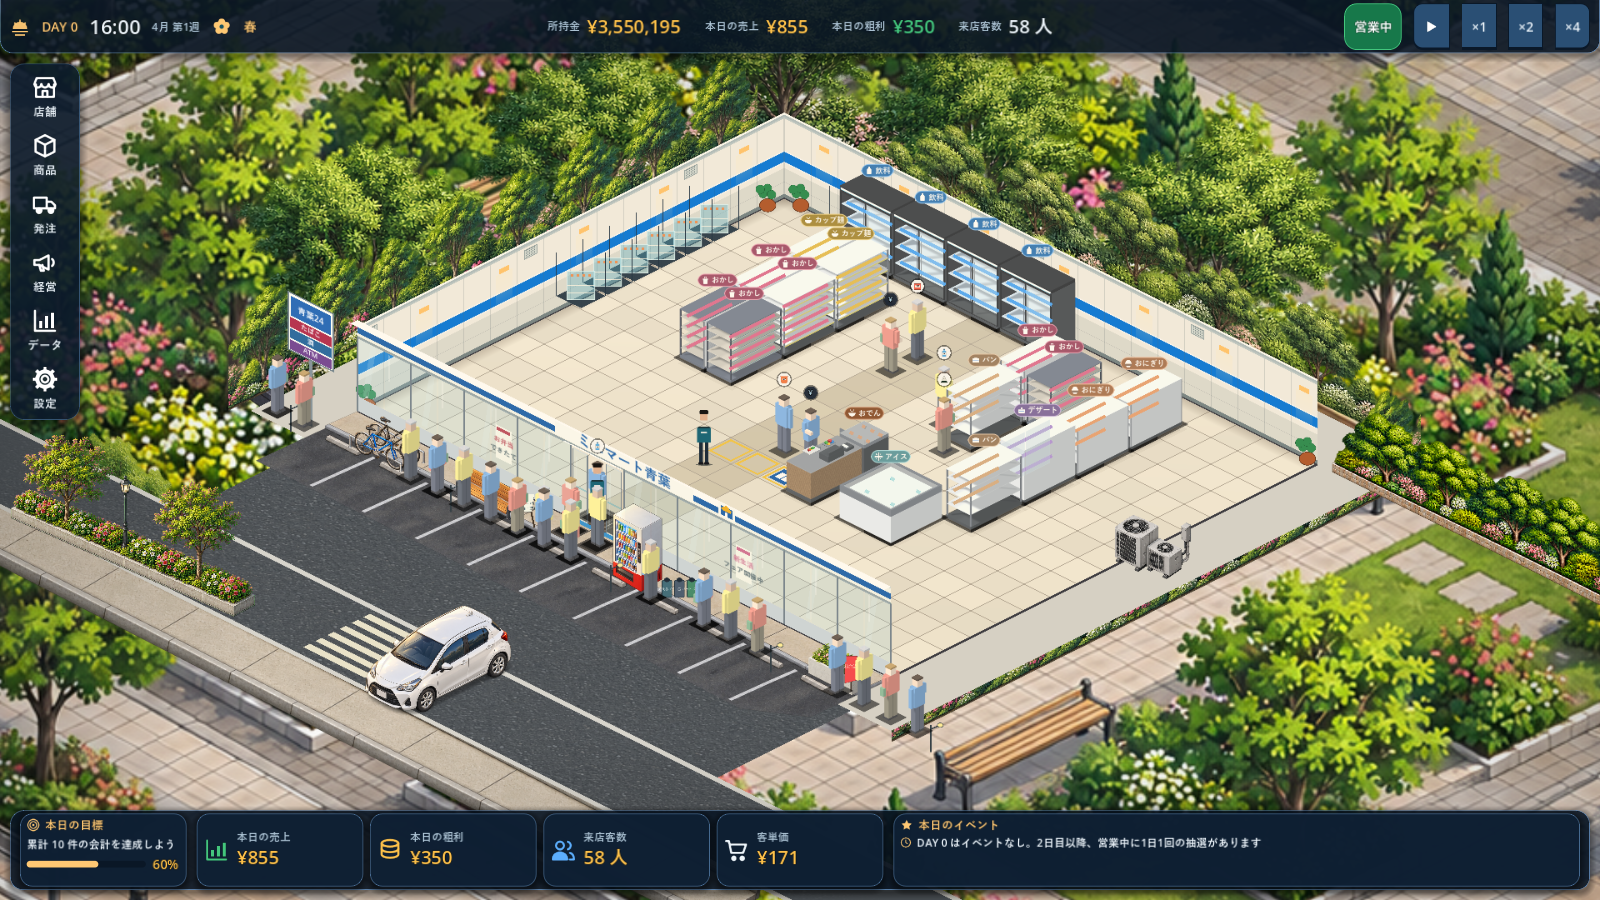 DAY 0 16:00 4月 第1週 春
所持金 ¥3,550,195 本日の売上 ¥855 本日の粗利 ¥350 来店客数 58 人
営業中 ×1 ×2 ×4
店舗
商品
発注
経営
データ
設定
飲料
飲料
飲料
飲料
カップ麺
カップ麺
おかし
おかし
おかし
おかし
おかし
おかし
パン
おにぎり
おにぎり
デザート
おでん
パン
アイス
青葉24
たばこ
酒
ATM
マート青葉
本日の目標
累計 10 件の会計を達成しよう
60%
本日の売上
¥855
本日の粗利
¥350
来店客数
58 人
客単価
¥171
本日のイベント
DAY 0 はイベントなし。2日目以降、営業中に1日1回の抽選があります